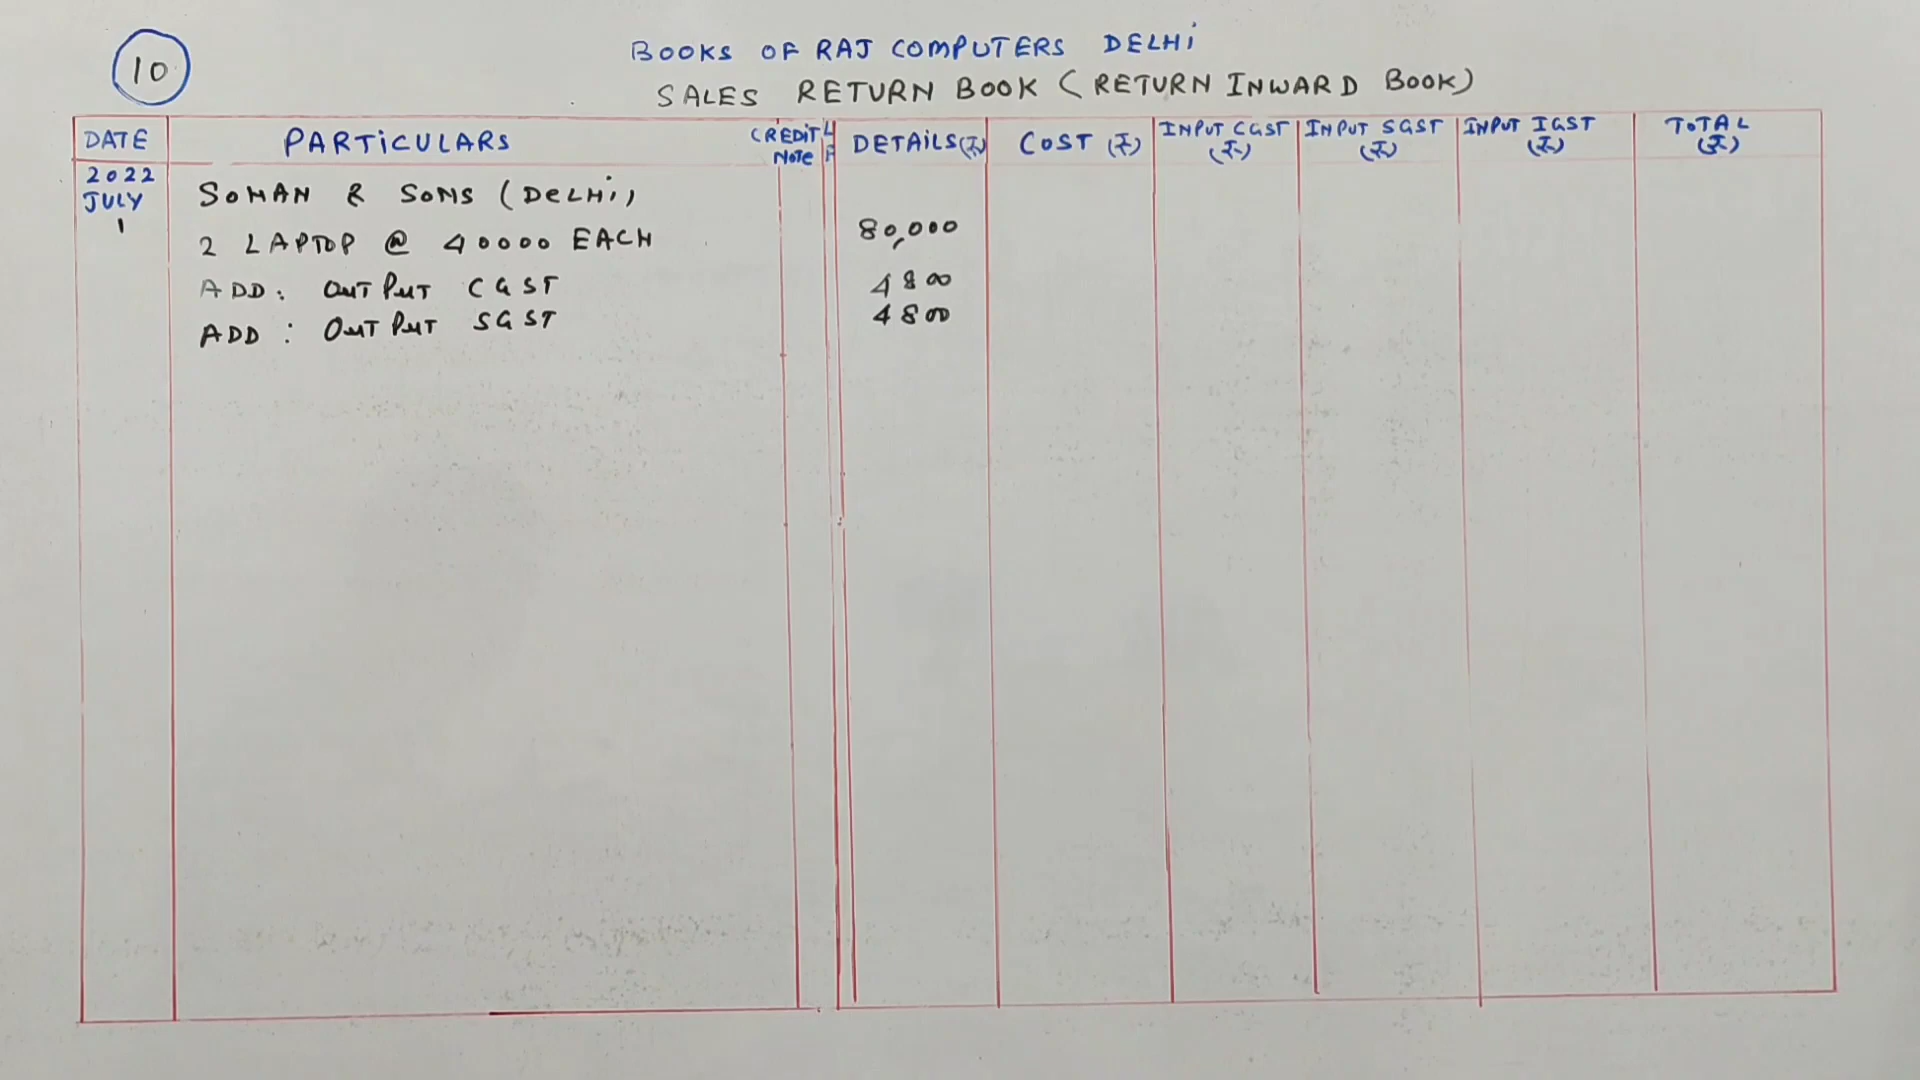 10
BOOKS OF RAJ COMPUTERS DELHi
SALES RETURN BOOK (RETURN INWARD BOOK)
DATE PARTiCULARS CREDiT NOTE LF DETAiLS(₹) COST (₹) INPUT CGST (₹) INPUT SGST (₹) INPUT IGST (₹) TOTAL (₹)
2022
JULY
1
SOHAN & SONS (DELHi)
2 LAPTOP @ 40000 EACH 80,000
ADD: OUTPUT CGST 4800
ADD: OUTPUT SGST 4800